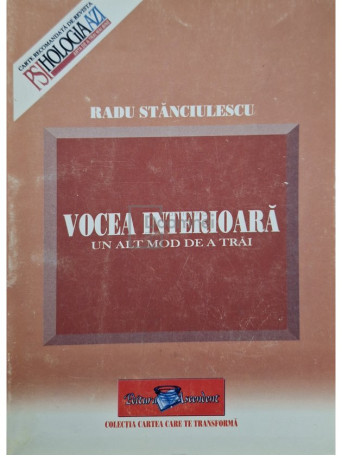 CARTE RECOMANDATĂ DE REVISTA
PSIHOLOGIA AZI
RADU STĂNCIULESCU
VOCEA INTERIOARĂ
UN ALT MOD DE A TRĂI
Ascendent
COLECȚIA CARTEA CARE TE TRANSFORMĂ